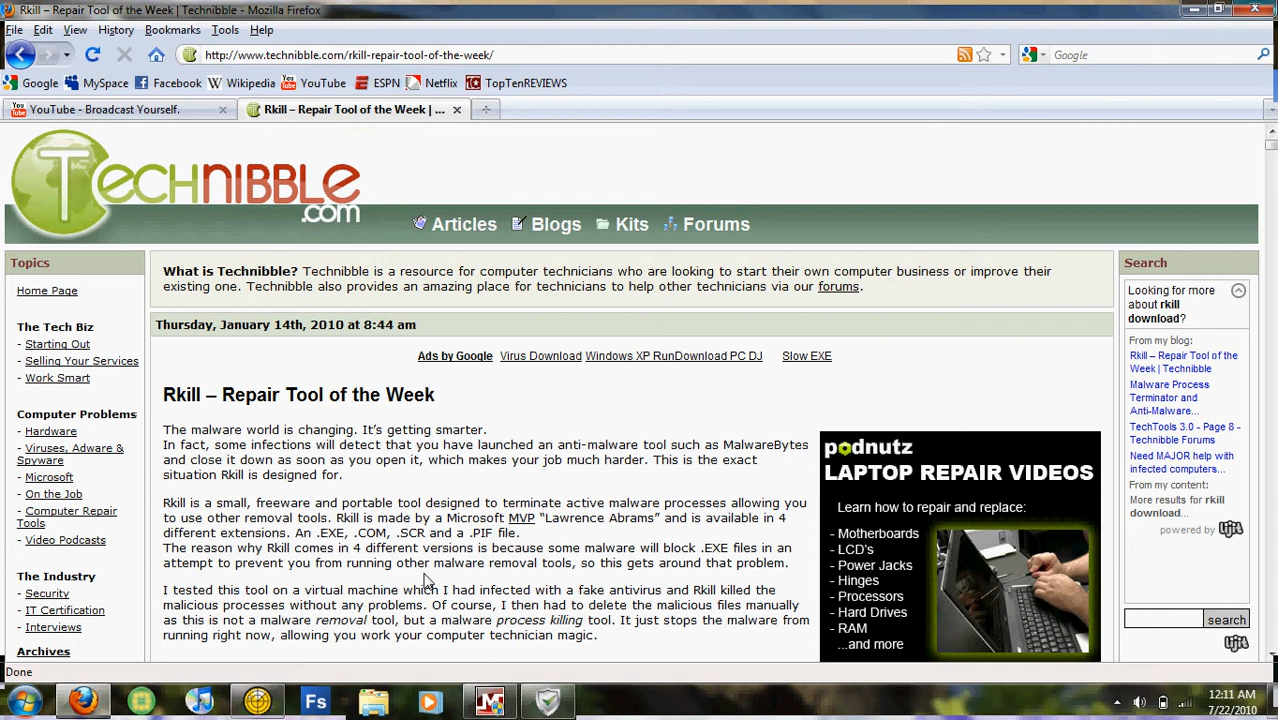 Rkill – Repair Tool of the Week | Technibble - Mozilla Firefox
File Edit View History Bookmarks Tools Help
http://www.technibble.com/rkill-repair-tool-of-the-week/
Google
Google MySpace Facebook Wikipedia YouTube ESPN Netflix TopTenREVIEWS
YouTube - Broadcast Yourself.
Rkill – Repair Tool of the Week | ...
TECHNIBBLE
.com
Articles Blogs Kits Forums
Topics
Home Page
The Tech Biz
- Starting Out
- Selling Your Services
- Work Smart
Computer Problems
- Hardware
- Viruses, Adware &
Spyware
- Microsoft
- On the Job
- Computer Repair
Tools
- Video Podcasts
The Industry
- Security
- IT Certification
- Interviews
Archives
What is Technibble? Technibble is a resource for computer technicians who are looking to start their own computer business or improve their
existing one. Technibble also provides an amazing place for technicians to help other technicians via our forums.
Thursday, January 14th, 2010 at 8:44 am
Ads by Google Virus Download Windows XP Run Download PC DJ Slow EXE
Rkill – Repair Tool of the Week
The malware world is changing. It's getting smarter.
In fact, some infections will detect that you have launched an anti-malware tool such as MalwareBytes
and close it down as soon as you open it, which makes your job much harder. This is the exact
situation Rkill is designed for.
Rkill is a small, freeware and portable tool designed to terminate active malware processes allowing you
to use other removal tools. Rkill is made by a Microsoft MVP “Lawrence Abrams” and is available in 4
different extensions. An .EXE, .COM, .SCR and a .PIF file.
The reason why Rkill comes in 4 different versions is because some malware will block .EXE files in an
attempt to prevent you from running other malware removal tools, so this gets around that problem.
I tested this tool on a virtual machine which I had infected with a fake antivirus and Rkill killed the
malicious processes without any problems. Of course, I then had to delete the malicious files manually
as this is not a malware removal tool, but a malware process killing tool. It just stops the malware from
running right now, allowing you work your computer technician magic.
podnutz
LAPTOP REPAIR VIDEOS
Learn how to repair and replace:
- Motherboards
- LCD's
- Power Jacks
- Hinges
- Processors
- Hard Drives
- RAM
...and more
Search
Looking for more
about rkill
download?
From my blog:
Rkill – Repair Tool of the
Week | Technibble
Malware Process
Terminator and
Anti-Malware...
TechTools 3.0 - Page 8 -
Technibble Forums
Need MAJOR help with
infected computers...
From my content:
More results for rkill
download...
powered by lijit
search
lijit
Done
Fs
12:11 AM
7/22/2010